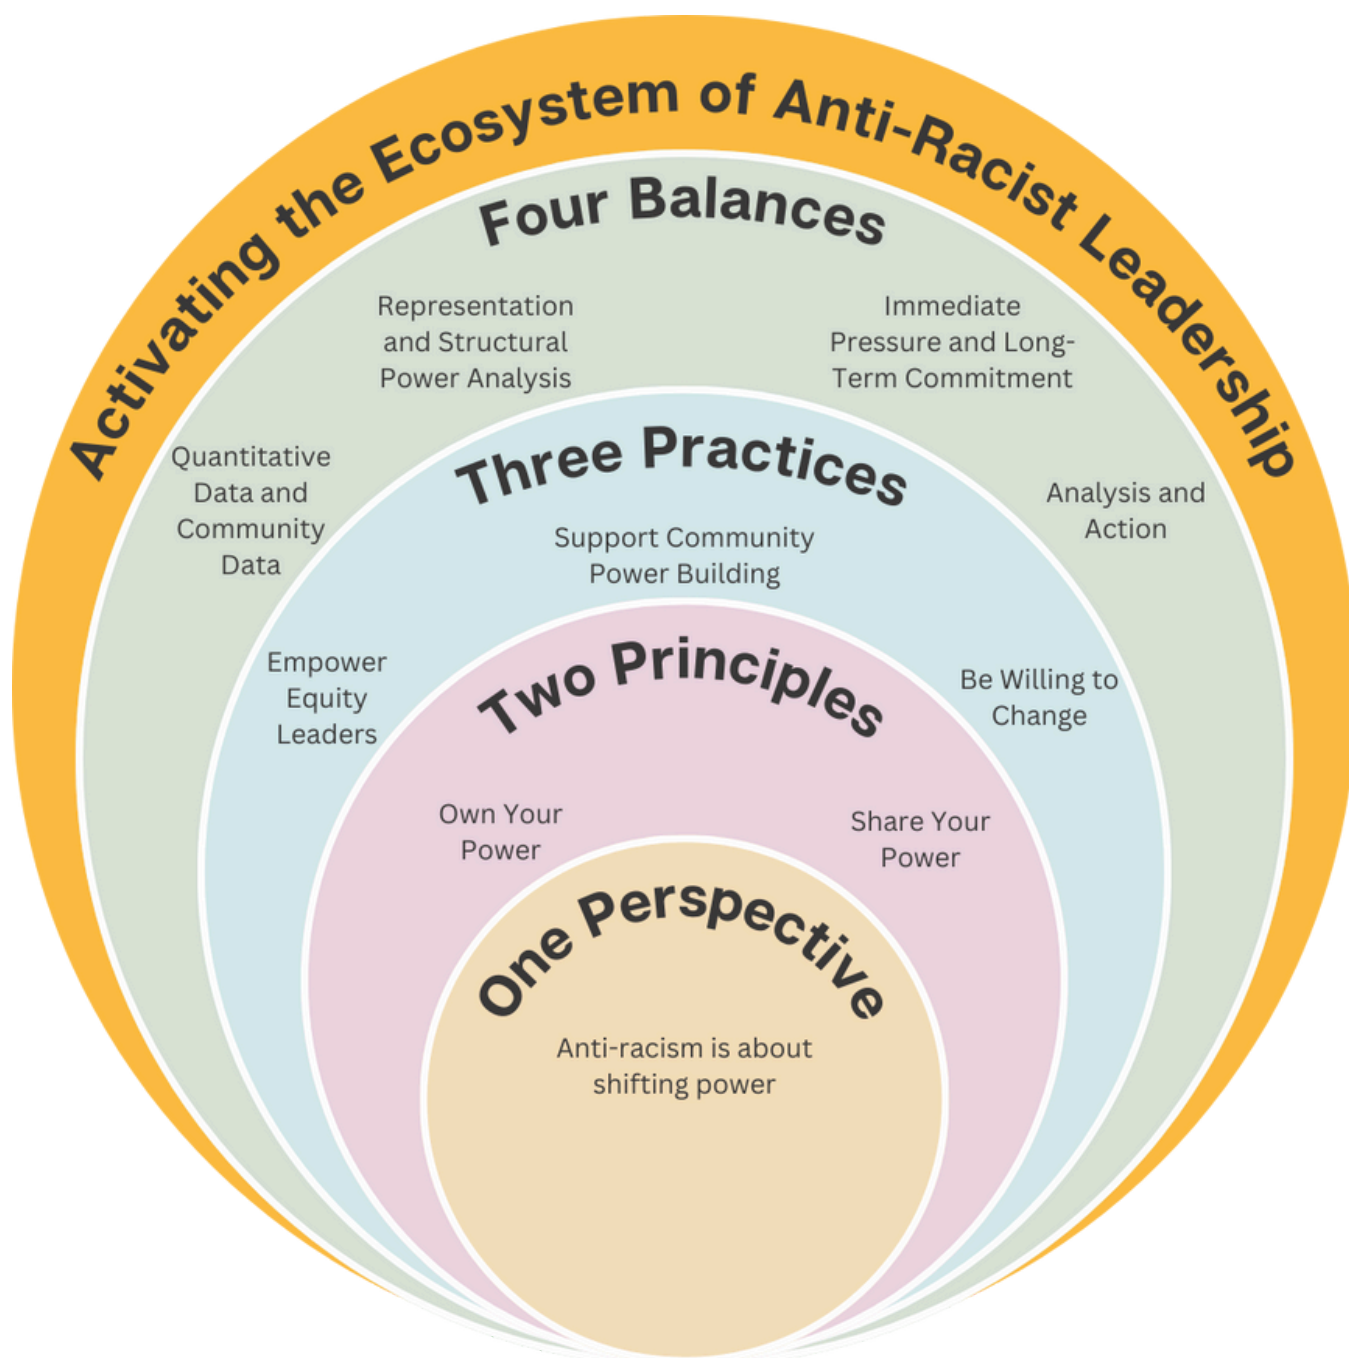 Activating the Ecosystem of Anti-Racist Leadership
Four Balances
Quantitative
Data and
Community
Data
Representation
and Structural
Power Analysis
Immediate
Pressure and Long-
Term Commitment
Analysis and
Action
Three Practices
Empower
Equity
Leaders
Support Community
Power Building
Be Willing to
Change
Two Principles
Own Your
Power
Share Your
Power
One Perspective
Anti-racism is about
shifting power